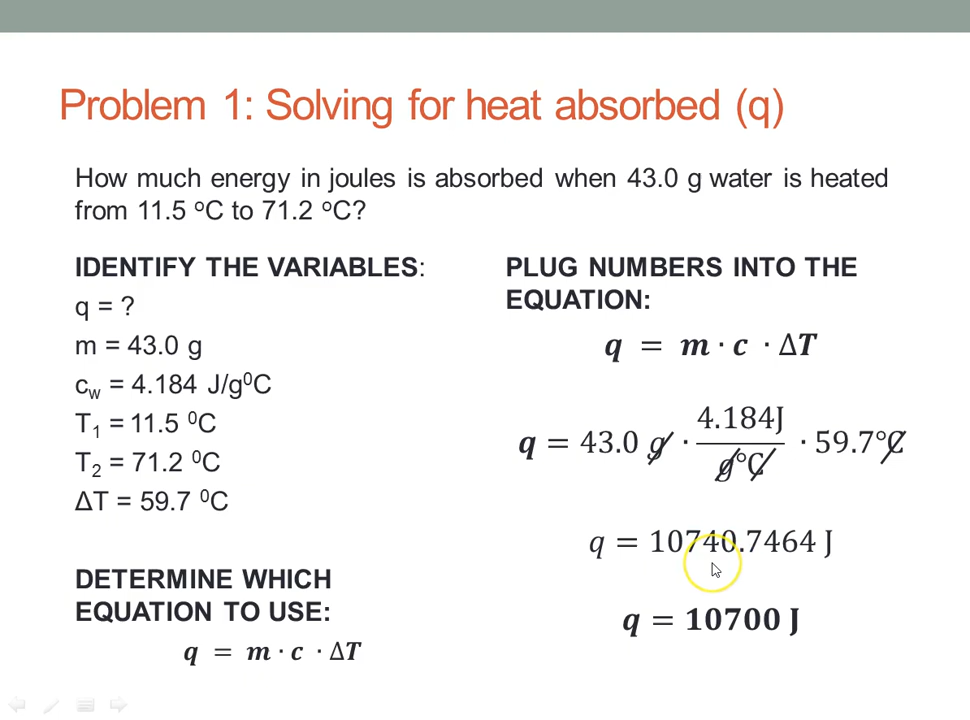 Problem 1: Solving for heat absorbed (q)
How much energy in joules is absorbed when 43.0 g water is heated
from 11.5 ⁰C to 71.2 ⁰C?
IDENTIFY THE VARIABLES:
q = ?
m = 43.0 g
c_w = 4.184 J/g⁰C
T₁ = 11.5 ⁰C
T₂ = 71.2 ⁰C
ΔT = 59.7 ⁰C
DETERMINE WHICH
EQUATION TO USE:
q = m · c · ΔT
PLUG NUMBERS INTO THE
EQUATION:
q = m · c · ΔT
q = 43.0 g · 4.184J / g°C · 59.7°C
q = 10740.7464 J
q = 10700 J